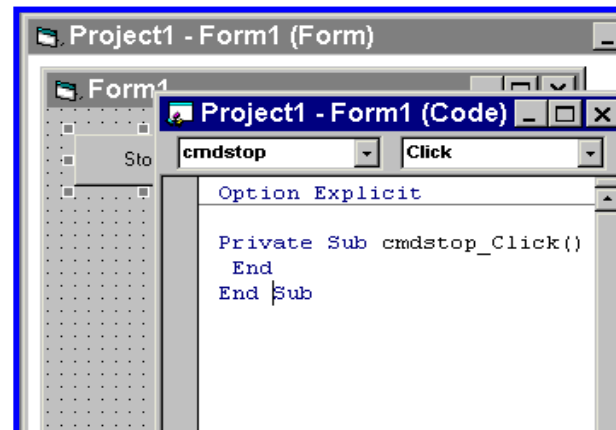 Project1 - Form1 (Form)
Form1
Project1 - Form1 (Code)
Sto
cmdstop Click
Option Explicit
Private Sub cmdstop_Click()
End
End Sub